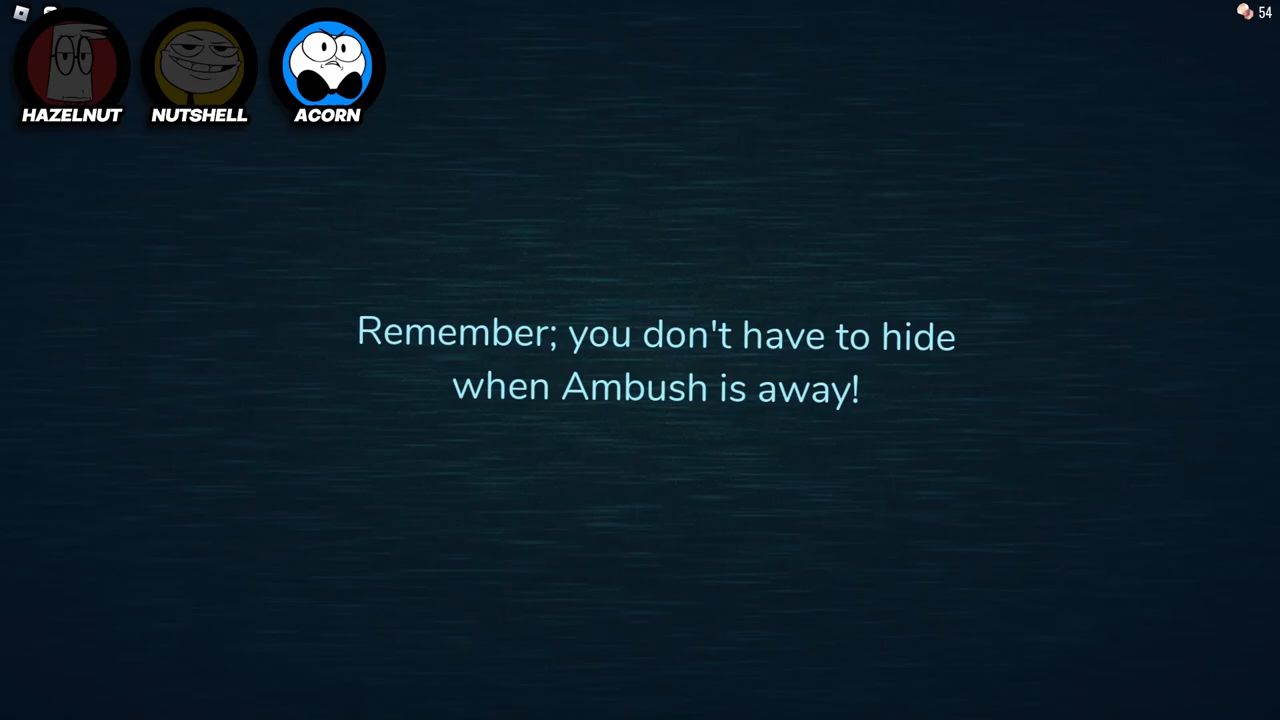 54
HAZELNUT
NUTSHELL
ACORN
Remember; you don't have to hide
when Ambush is away!